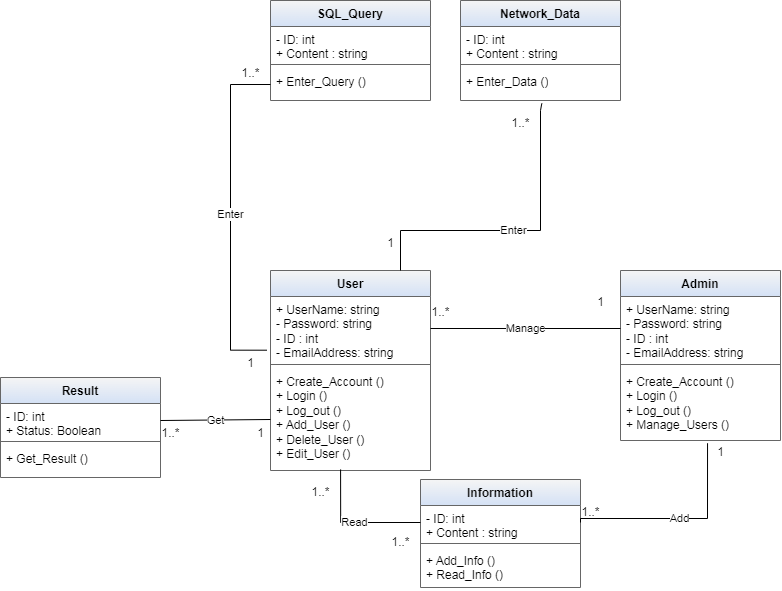 SQL_Query
- ID: int
+ Content : string
+ Enter_Query ()
Network_Data
- ID: int
+ Content : string
+ Enter_Data ()
1..*
1..*
Enter
Enter
1
1
User
+ UserName: string
- Password: string
- ID : int
- EmailAddress: string
+ Create_Account ()
+ Login ()
+ Log_out ()
+ Add_User ()
+ Delete_User ()
+ Edit_User ()
1..*
Manage
1
Admin
+ UserName: string
- Password: string
- ID : int
- EmailAddress: string
+ Create_Account ()
+ Login ()
+ Log_out ()
+ Manage_Users ()
Result
- ID: int
+ Status: Boolean
+ Get_Result ()
1..*
Get
1
1..*
Read
1..*
Information
- ID: int
+ Content : string
+ Add_Info ()
+ Read_Info ()
1..*
Add
1